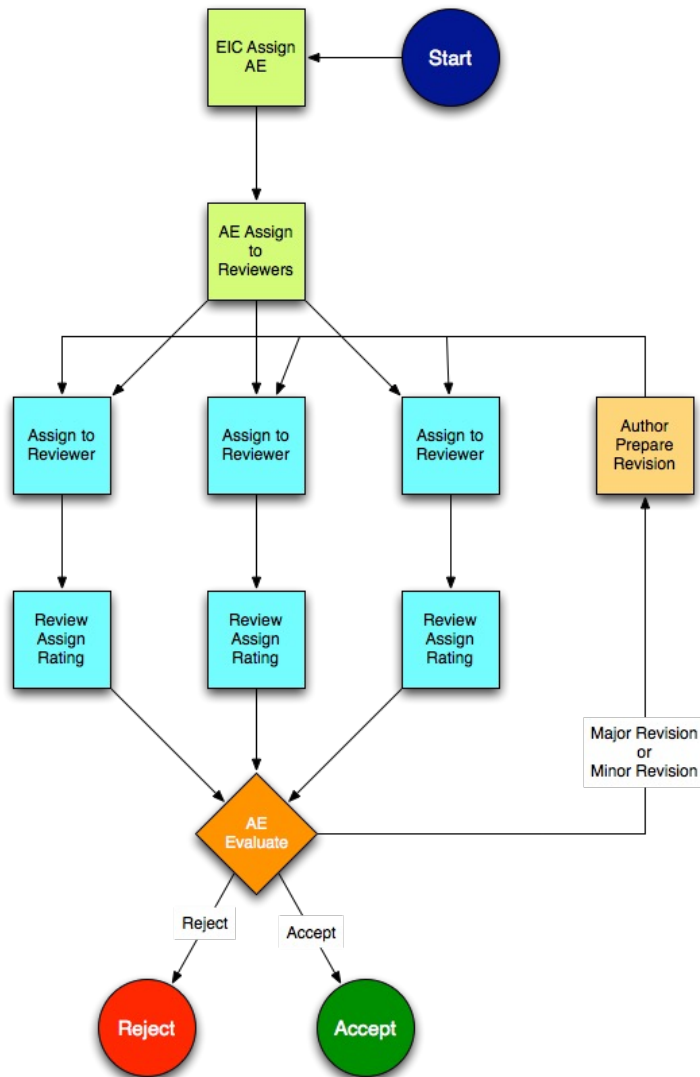 EIC Assign
AE
Start
AE Assign
to
Reviewers
Assign to
Reviewer
Assign to
Reviewer
Assign to
Reviewer
Author
Prepare
Revision
Review
Assign
Rating
Review
Assign
Rating
Review
Assign
Rating
Major Revision
or
Minor Revision
AE
Evaluate
Reject
Accept
Reject
Accept